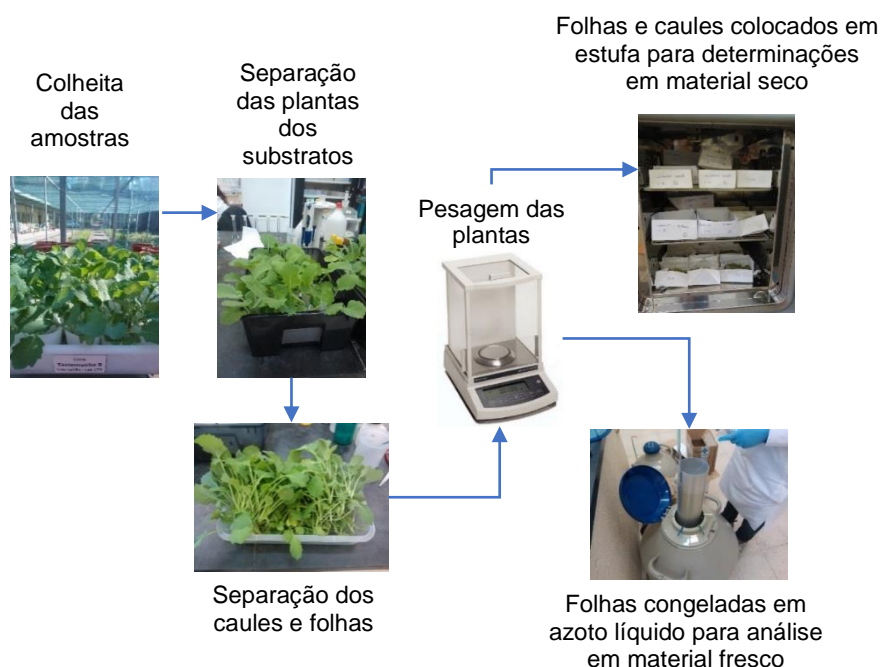 Colheita
das
amostras
Separação
das plantas
dos
substratos
Separação dos
caules e folhas
Pesagem das
plantas
Folhas e caules colocados em
estufa para determinações
em material seco
Folhas congeladas em
azoto líquido para análise
em material fresco